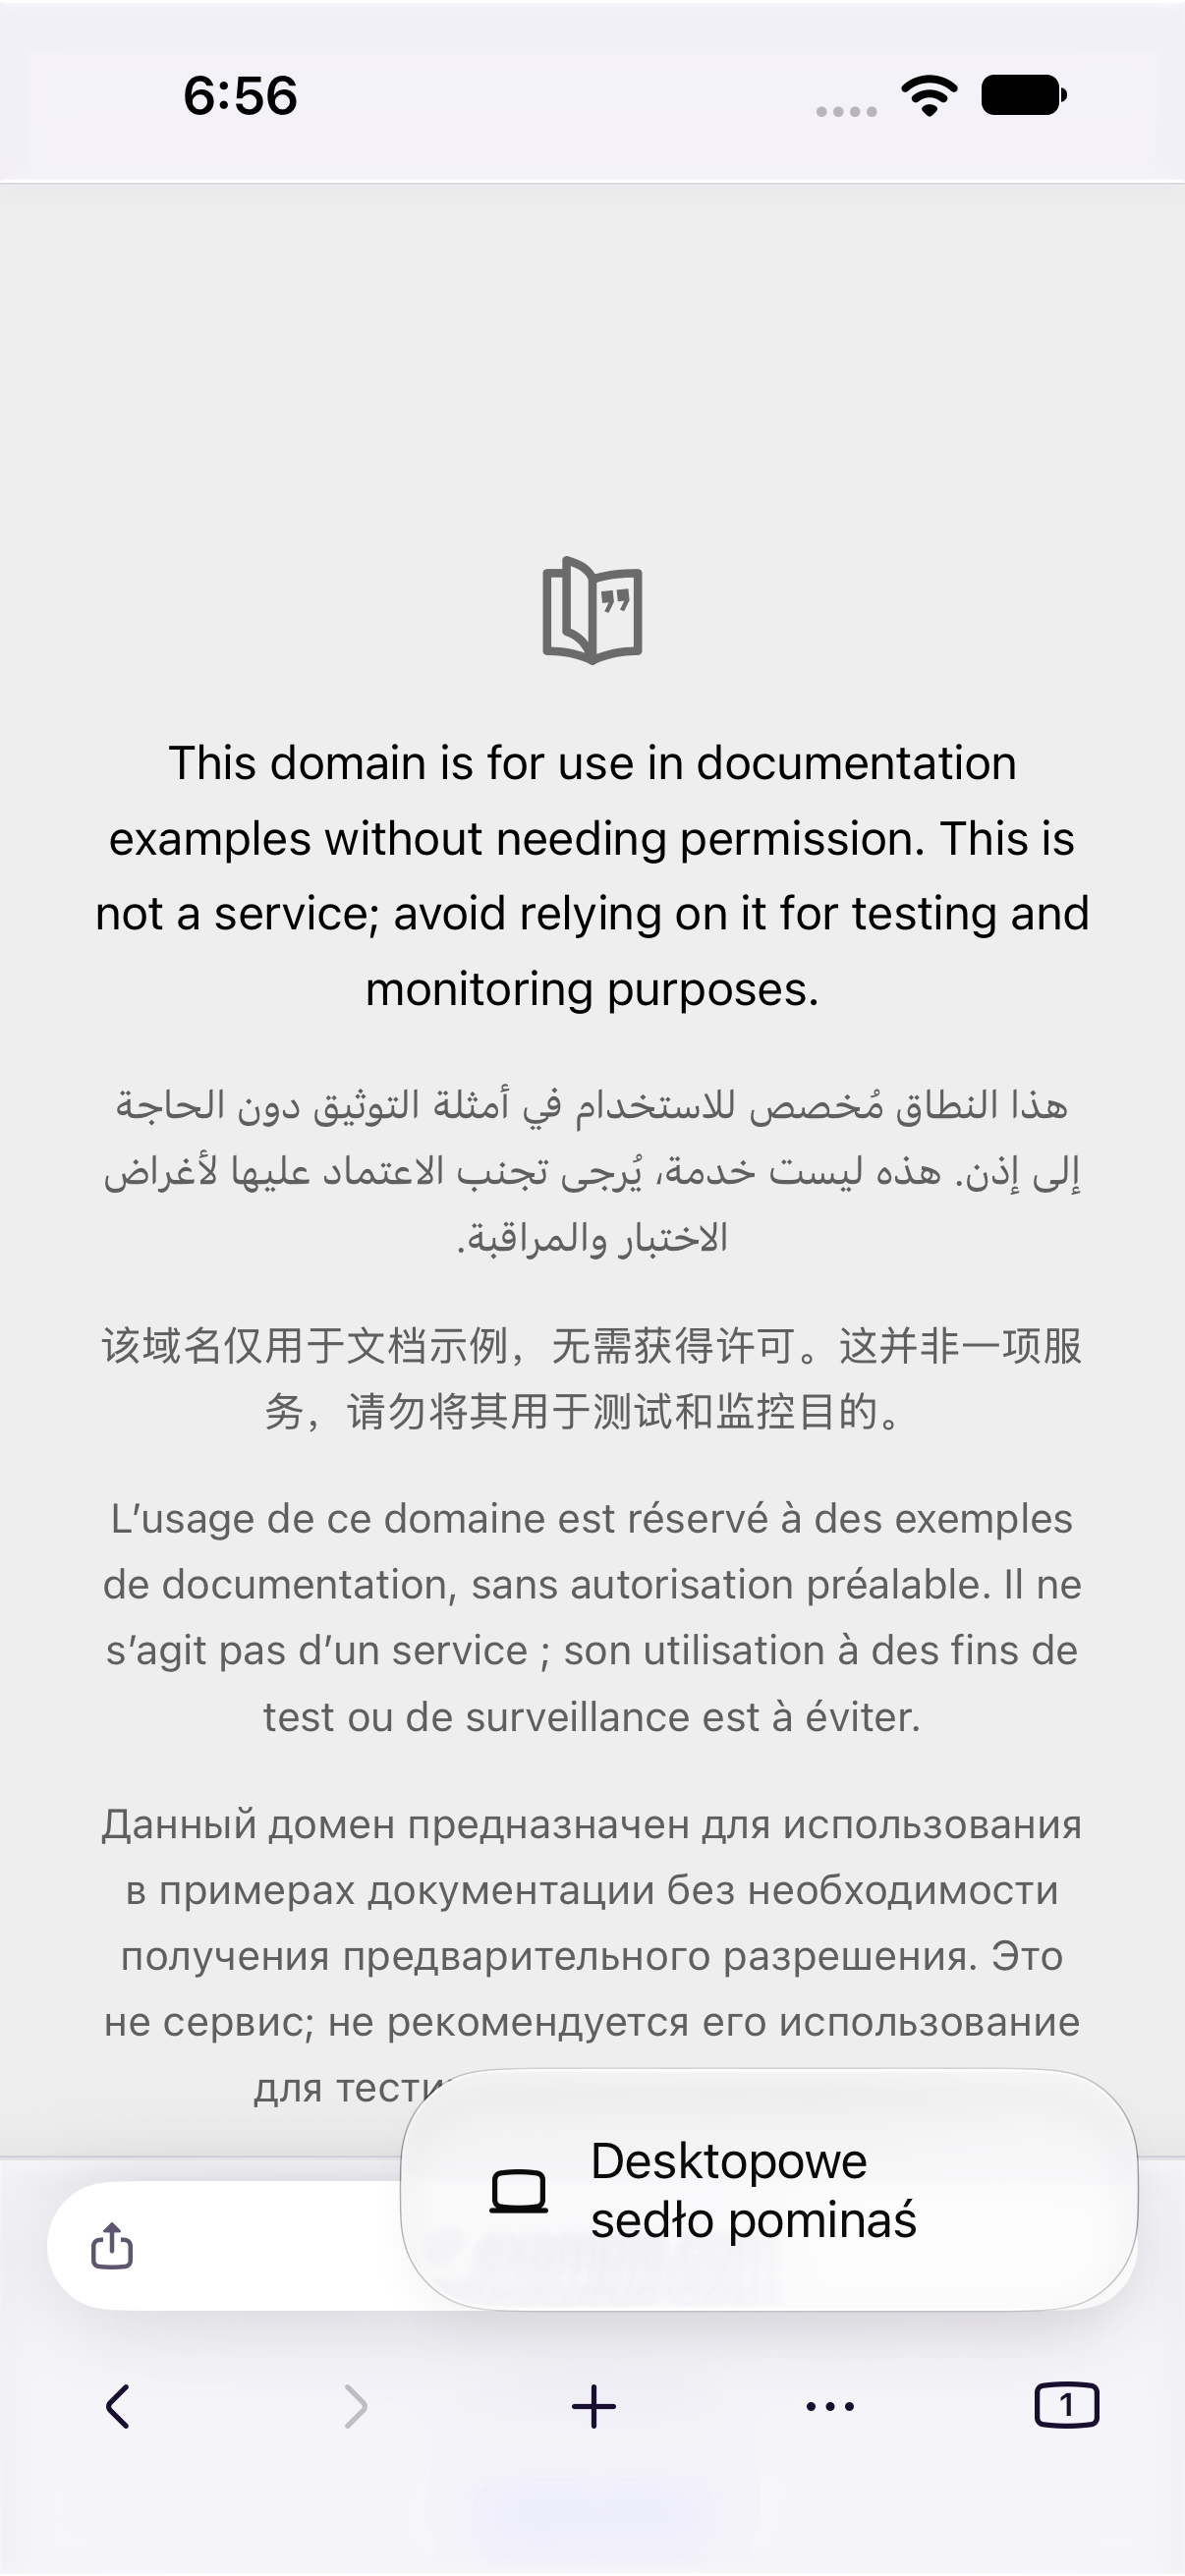 6:56
This domain is for use in documentation
examples without needing permission. This is
not a service; avoid relying on it for testing and
monitoring purposes.
هذا النطاق مُخصص للاستخدام في أمثلة التوثيق دون الحاجة
إلى إذن. هذه ليست خدمة، يُرجى تجنب الاعتماد عليها لأغراض
الاختبار والمراقبة.
该域名仅用于文档示例，无需获得许可。这并非一项服
务，请勿将其用于测试和监控目的。
L’usage de ce domaine est réservé à des exemples
de documentation, sans autorisation préalable. Il ne
s’agit pas d’un service ; son utilisation à des fins de
test ou de surveillance est à éviter.
Данный домен предназначен для использования
в примерах документации без необходимости
получения предварительного разрешения. Это
не сервис; не рекомендуется его использование
для
Desktopowe
sedło pominaś
1